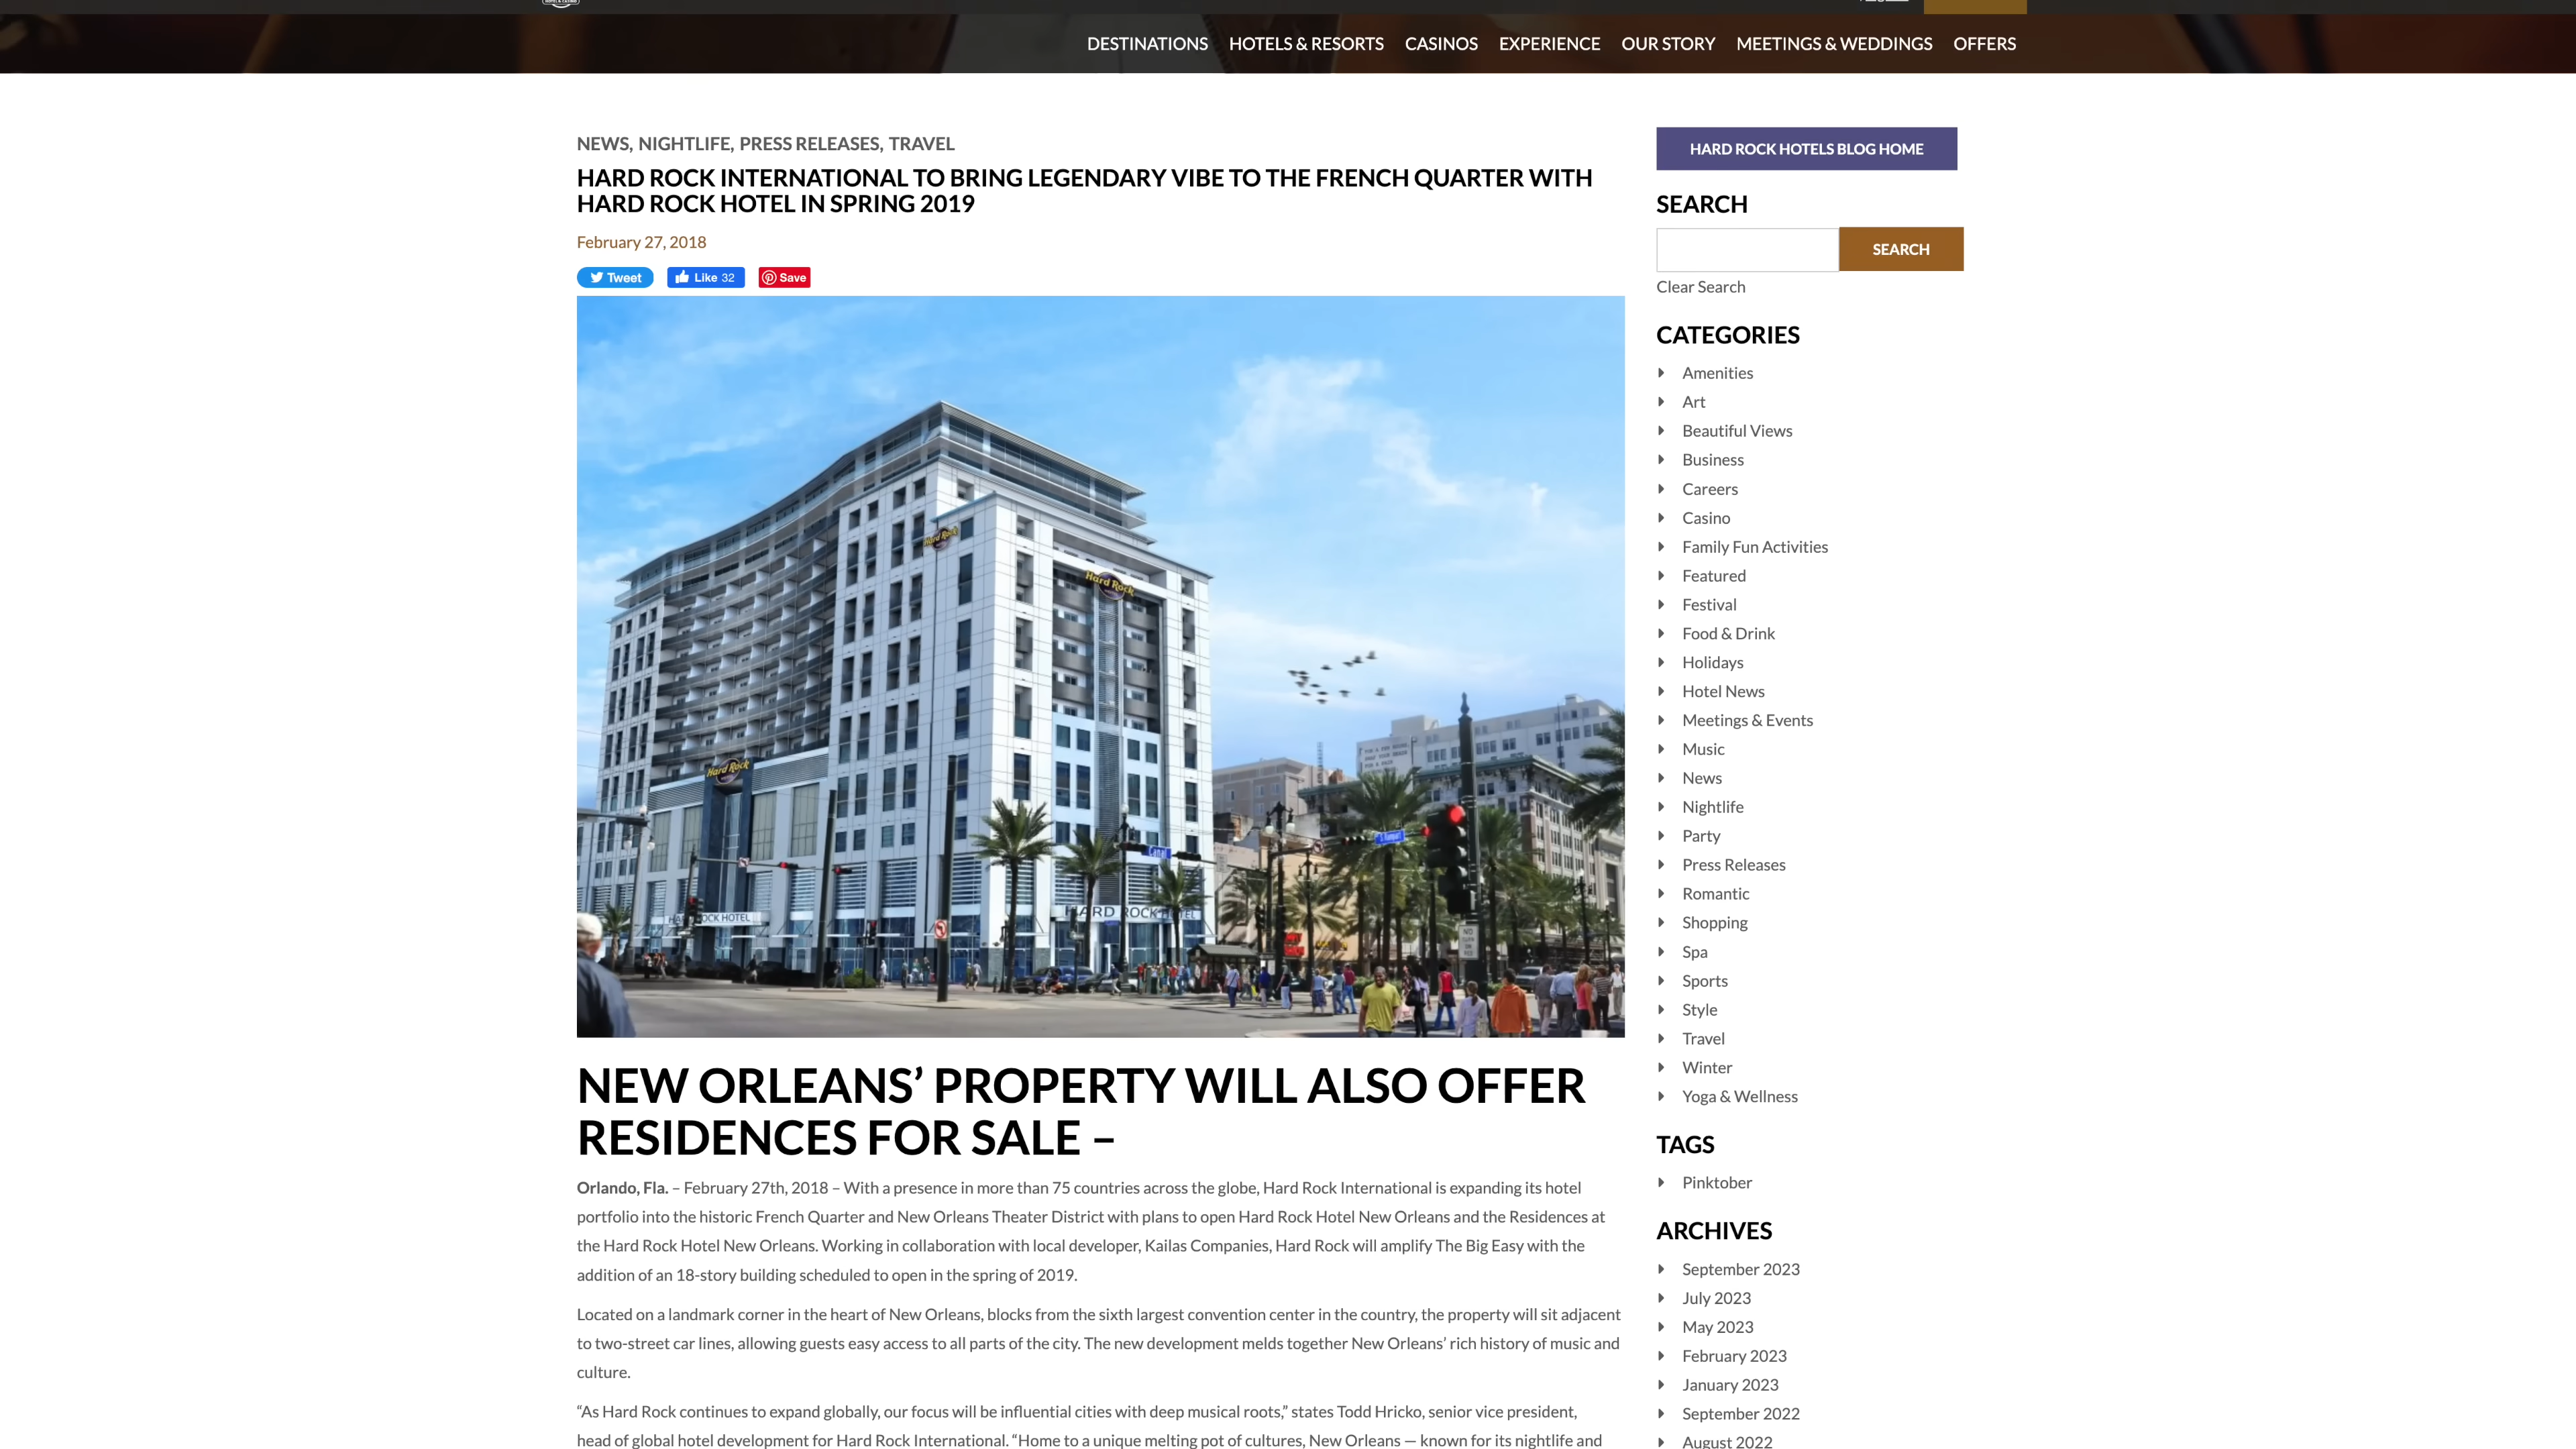 DESTINATIONS HOTELS & RESORTS CASINOS EXPERIENCE OUR STORY MEETINGS & WEDDINGS OFFERS
NEWS, NIGHTLIFE, PRESS RELEASES, TRAVEL
HARD ROCK INTERNATIONAL TO BRING LEGENDARY VIBE TO THE FRENCH QUARTER WITH
HARD ROCK HOTEL IN SPRING 2019
February 27, 2018
Tweet Like 32 Save
Hard Rock
Hard Rock
Hard Rock
Canal
HARD ROCK HOTEL
HARD ROCK HOTEL
NEW ORLEANS’ PROPERTY WILL ALSO OFFER
RESIDENCES FOR SALE –
Orlando, Fla. – February 27th, 2018 – With a presence in more than 75 countries across the globe, Hard Rock International is expanding its hotel
portfolio into the historic French Quarter and New Orleans Theater District with plans to open Hard Rock Hotel New Orleans and the Residences at
the Hard Rock Hotel New Orleans. Working in collaboration with local developer, Kailas Companies, Hard Rock will amplify The Big Easy with the
addition of an 18-story building scheduled to open in the spring of 2019.
Located on a landmark corner in the heart of New Orleans, blocks from the sixth largest convention center in the country, the property will sit adjacent
to two-street car lines, allowing guests easy access to all parts of the city. The new development melds together New Orleans’ rich history of music and
culture.
“As Hard Rock continues to expand globally, our focus will be influential cities with deep musical roots,” states Todd Hricko, senior vice president,
head of global hotel development for Hard Rock International. “Home to a unique melting pot of cultures, New Orleans — known for its nightlife and
HARD ROCK HOTELS BLOG HOME
SEARCH
SEARCH
Clear Search
CATEGORIES
Amenities
Art
Beautiful Views
Business
Careers
Casino
Family Fun Activities
Featured
Festival
Food & Drink
Holidays
Hotel News
Meetings & Events
Music
News
Nightlife
Party
Press Releases
Romantic
Shopping
Spa
Sports
Style
Travel
Winter
Yoga & Wellness
TAGS
Pinktober
ARCHIVES
September 2023
July 2023
May 2023
February 2023
January 2023
September 2022
August 2022